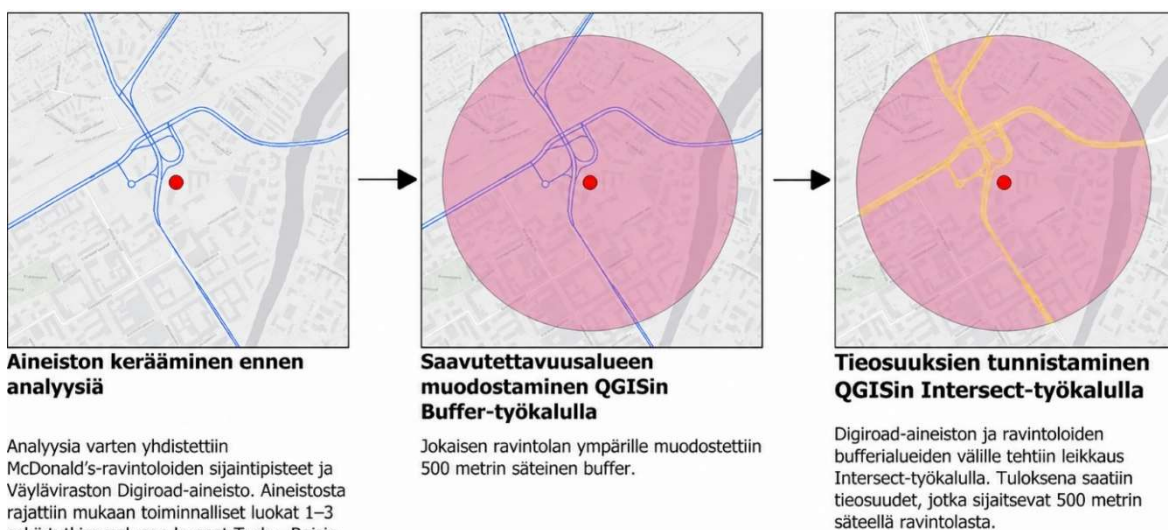 Aineiston kerääminen ennen
analyysiä
Analyysia varten yhdistettiin
McDonald's-ravintoloiden sijaintipisteet ja
Väyläviraston Digiroad-aineisto. Aineistosta
rajattiin mukaan toiminnalliset luokat 1–3
Saavutettavuusalueen
muodostaminen QGISin
Buffer-työkalulla
Jokaisen ravintolan ympärille muodostettiin
500 metrin säteinen buffer.
Tieosuuksien tunnistaminen
QGISin Intersect-työkalulla
Digiroad-aineiston ja ravintoloiden
bufferialueiden välille tehtiin leikkaus
Intersect-työkalulla. Tuloksena saatiin
tieosuudet, jotka sijaitsevat 500 metrin
säteellä ravintolasta.